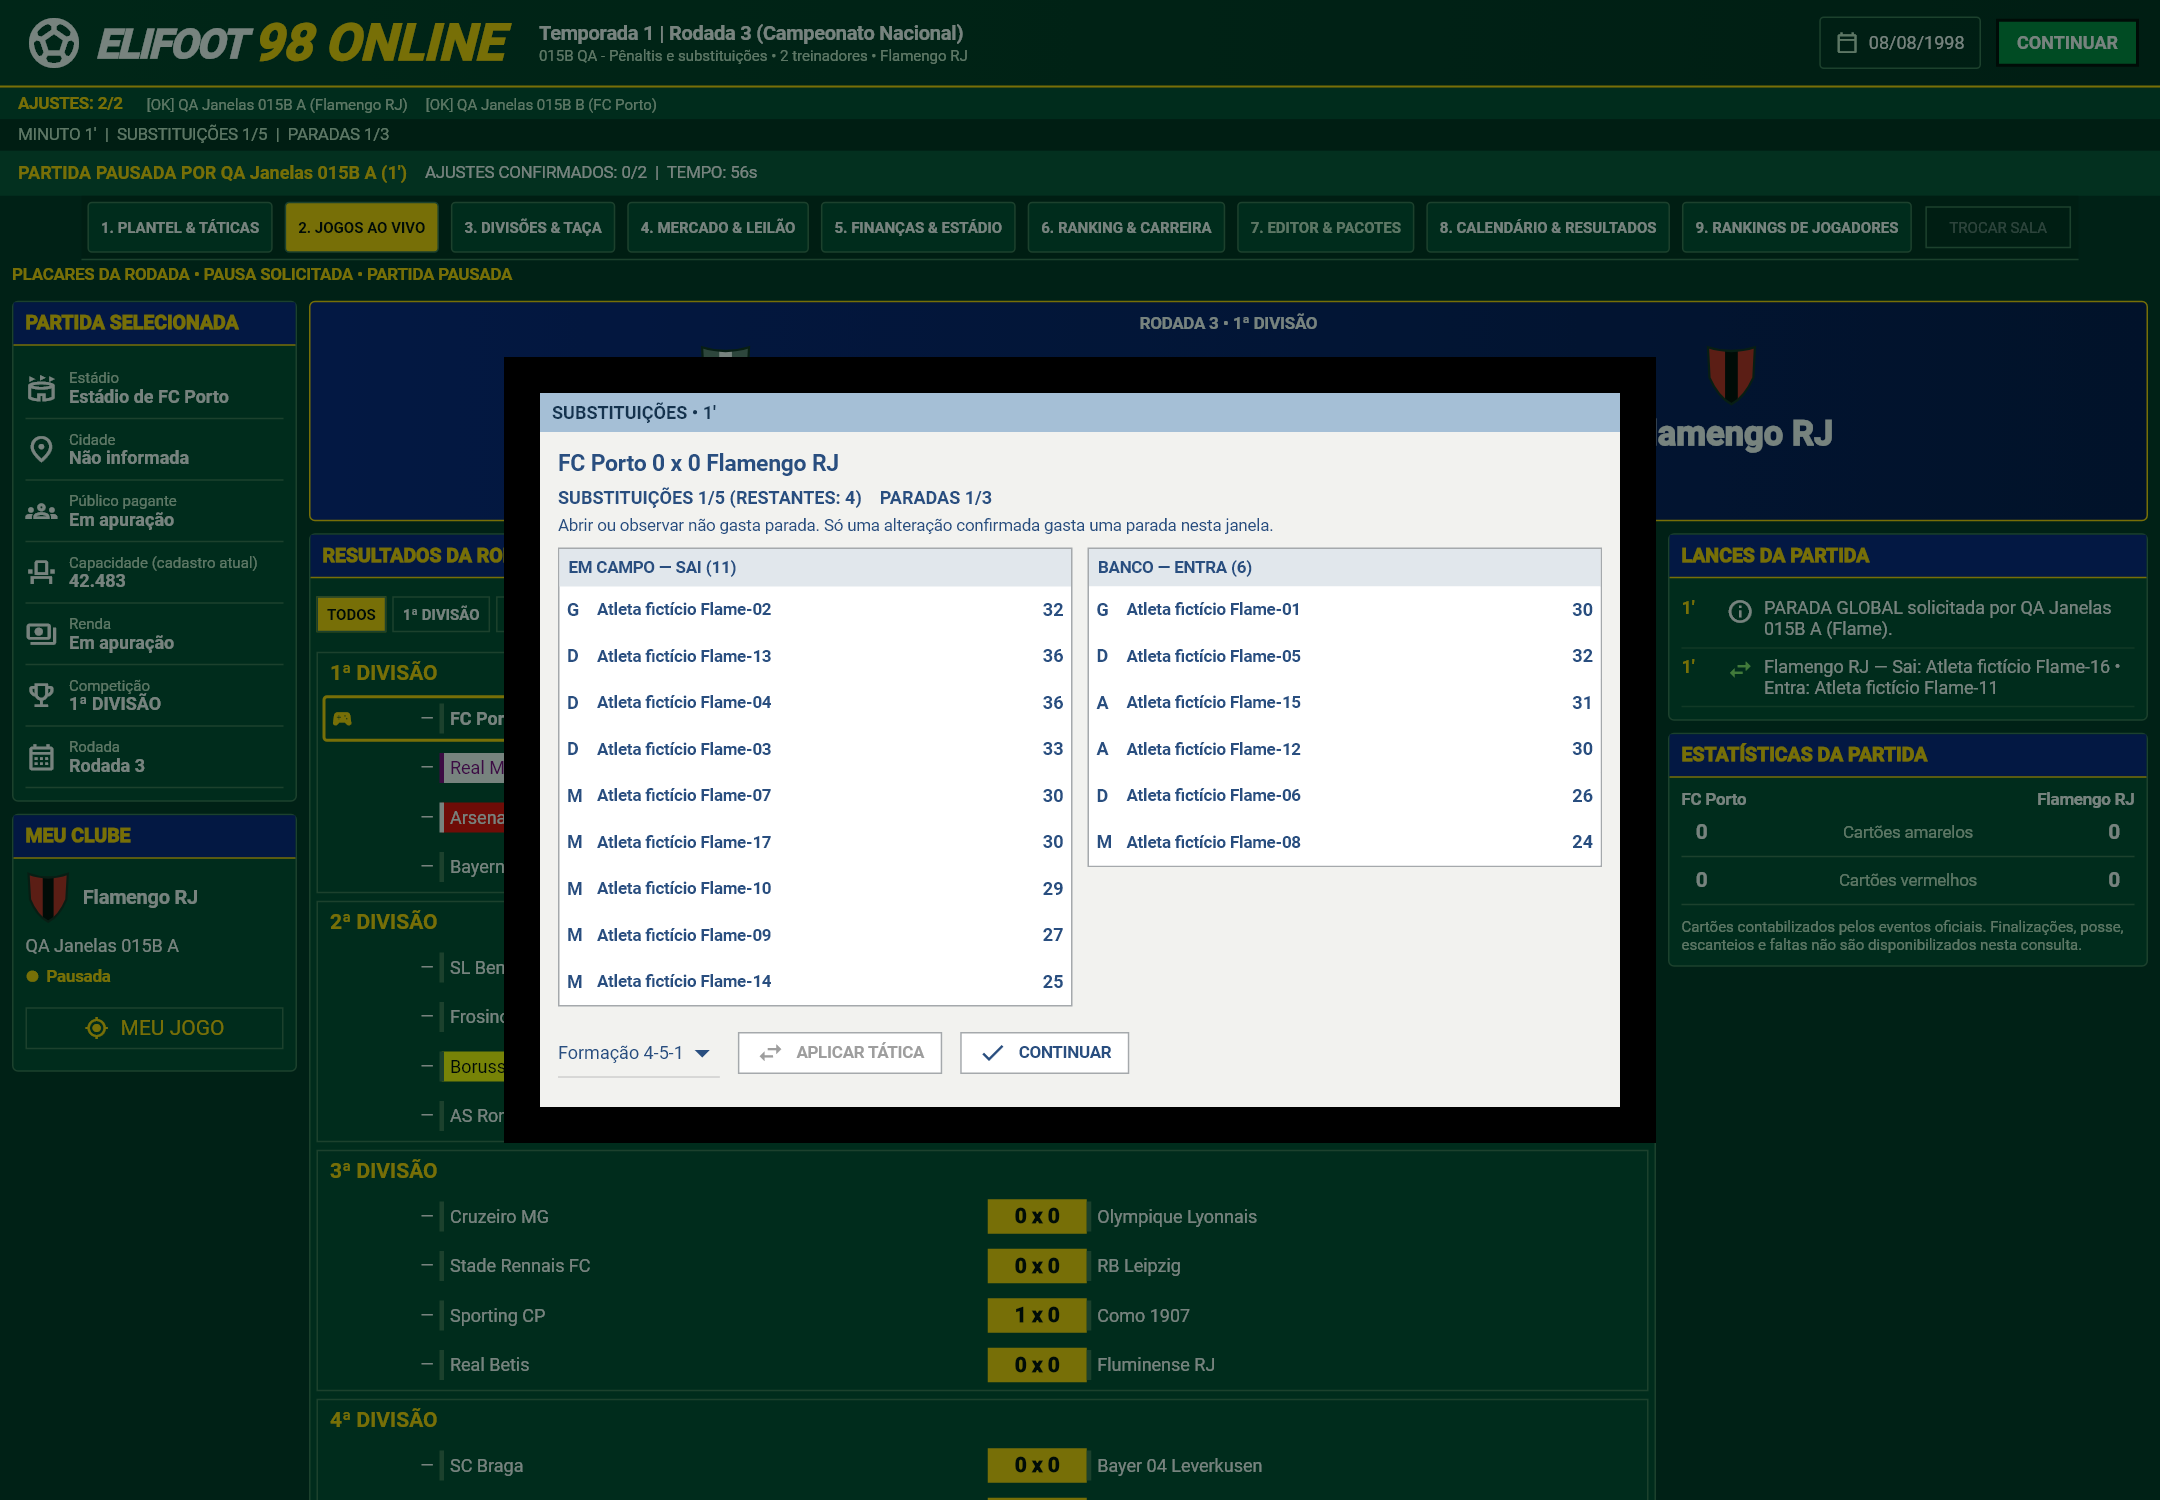 ELIFOOT 98 ONLINE
Temporada 1 | Rodada 3 (Campeonato Nacional)
015B QA - Pênaltis e substituições • 2 treinadores • Flamengo RJ
08/08/1998
CONTINUAR
AJUSTES: 2/2 [OK] QA Janelas 015B A (Flamengo RJ) [OK] QA Janelas 015B B (FC Porto)
MINUTO 1' | SUBSTITUIÇÕES 1/5 | PARADAS 1/3
PARTIDA PAUSADA POR QA Janelas 015B A (1') AJUSTES CONFIRMADOS: 0/2 | TEMPO: 56s
1. PLANTEL & TÁTICAS
2. JOGOS AO VIVO
3. DIVISÕES & TAÇA
4. MERCADO & LEILÃO
5. FINANÇAS & ESTÁDIO
6. RANKING & CARREIRA
7. EDITOR & PACOTES
8. CALENDÁRIO & RESULTADOS
9. RANKINGS DE JOGADORES
TROCAR SALA
PLACARES DA RODADA • PAUSA SOLICITADA • PARTIDA PAUSADA
PARTIDA SELECIONADA
Estádio
Estádio de FC Porto
Cidade
Não informada
Público pagante
Em apuração
Capacidade (cadastro atual)
42.483
Renda
Em apuração
Competição
1ª DIVISÃO
Rodada
Rodada 3
MEU CLUBE
Flamengo RJ
QA Janelas 015B A
Pausada
MEU JOGO
RODADA 3 • 1ª DIVISÃO
lamengo RJ
RESULTADOS DA RO
TODOS
1ª DIVISÃO
1ª DIVISÃO
— FC Por
— Real M
— Arsena
— Bayern
2ª DIVISÃO
— SL Ben
— Frosino
— Boruss
— AS Rom
3ª DIVISÃO
— Cruzeiro MG 0 x 0 Olympique Lyonnais
— Stade Rennais FC 0 x 0 RB Leipzig
— Sporting CP 1 x 0 Como 1907
— Real Betis 0 x 0 Fluminense RJ
4ª DIVISÃO
— SC Braga 0 x 0 Bayer 04 Leverkusen
SUBSTITUIÇÕES • 1'
FC Porto 0 x 0 Flamengo RJ
SUBSTITUIÇÕES 1/5 (RESTANTES: 4) PARADAS 1/3
Abrir ou observar não gasta parada. Só uma alteração confirmada gasta uma parada nesta janela.
EM CAMPO — SAI (11)
G Atleta fictício Flame-02 32
D Atleta fictício Flame-13 36
D Atleta fictício Flame-04 36
D Atleta fictício Flame-03 33
M Atleta fictício Flame-07 30
M Atleta fictício Flame-17 30
M Atleta fictício Flame-10 29
M Atleta fictício Flame-09 27
M Atleta fictício Flame-14 25
BANCO — ENTRA (6)
G Atleta fictício Flame-01 30
D Atleta fictício Flame-05 32
A Atleta fictício Flame-15 31
A Atleta fictício Flame-12 30
D Atleta fictício Flame-06 26
M Atleta fictício Flame-08 24
Formação 4-5-1
APLICAR TÁTICA
CONTINUAR
LANCES DA PARTIDA
1' PARADA GLOBAL solicitada por QA Janelas
015B A (Flame).
1' Flamengo RJ — Sai: Atleta fictício Flame-16 •
Entra: Atleta fictício Flame-11
ESTATÍSTICAS DA PARTIDA
FC Porto Flamengo RJ
0 Cartões amarelos 0
0 Cartões vermelhos 0
Cartões contabilizados pelos eventos oficiais. Finalizações, posse,
escanteios e faltas não são disponibilizados nesta consulta.